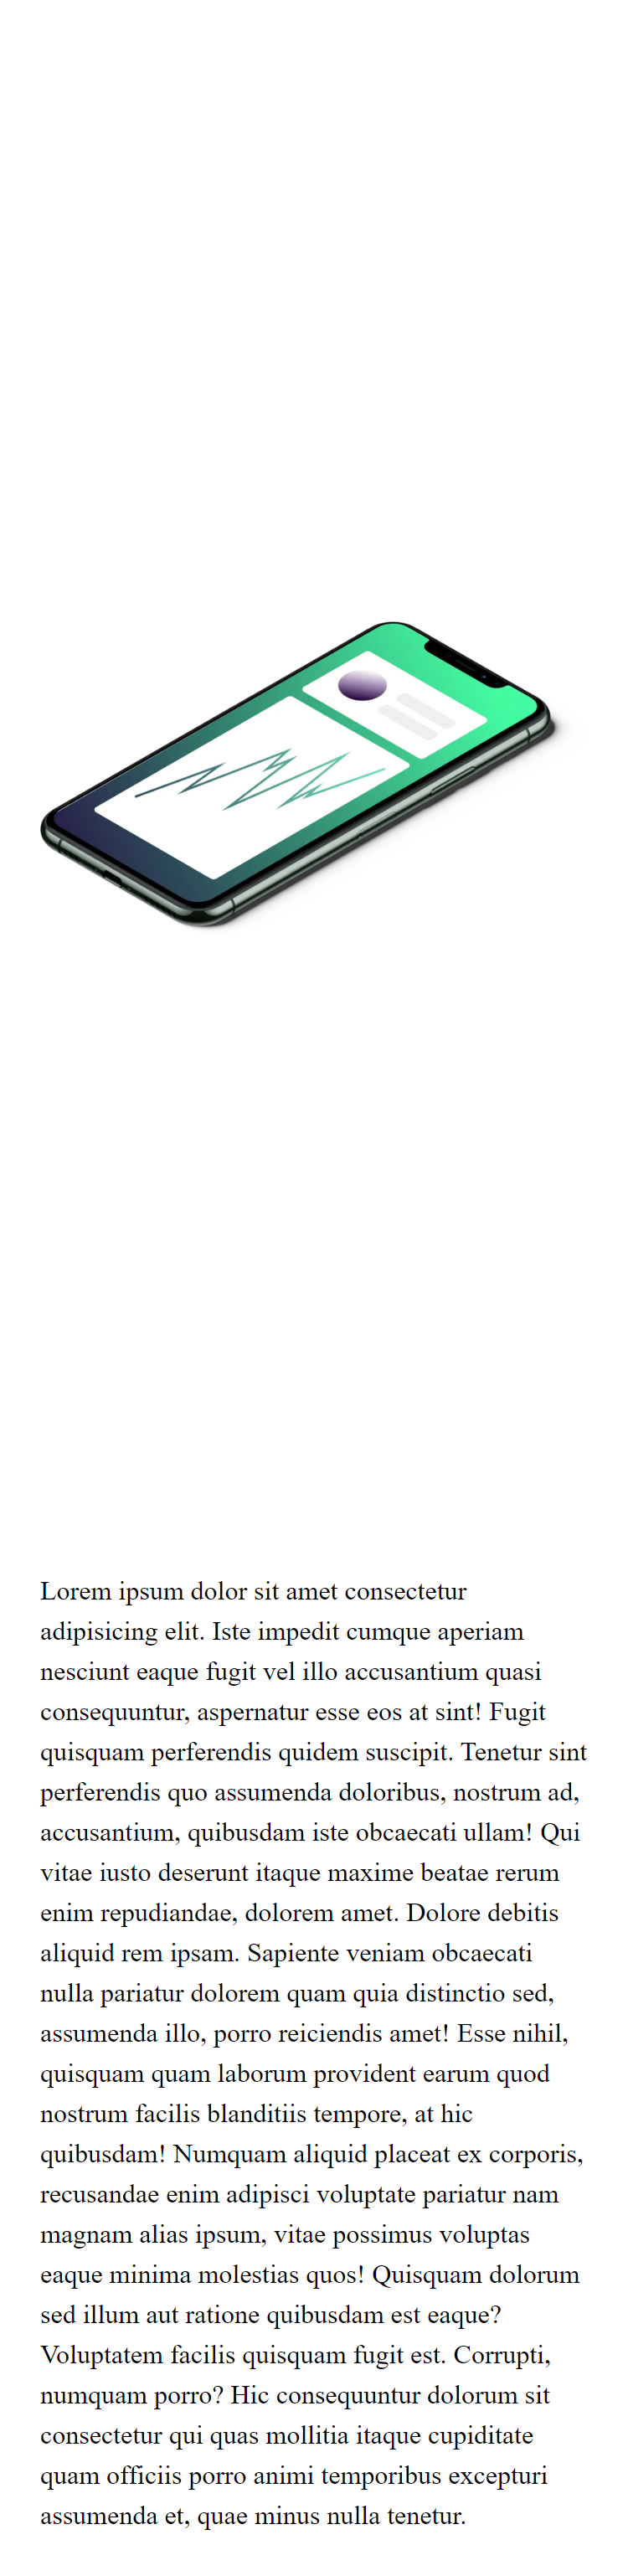 Lorem ipsum dolor sit amet consectetur
adipisicing elit. Iste impedit cumque aperiam
nesciunt eaque fugit vel illo accusantium quasi
consequuntur, aspernatur esse eos at sint! Fugit
quisquam perferendis quidem suscipit. Tenetur sint
perferendis quo assumenda doloribus, nostrum ad,
accusantium, quibusdam iste obcaecati ullam! Qui
vitae iusto deserunt itaque maxime beatae rerum
enim repudiandae, dolorem amet. Dolore debitis
aliquid rem ipsam. Sapiente veniam obcaecati
nulla pariatur dolorem quam quia distinctio sed,
assumenda illo, porro reiciendis amet! Esse nihil,
quisquam quam laborum provident earum quod
nostrum facilis blanditiis tempore, at hic
quibusdam! Numquam aliquid placeat ex corporis,
recusandae enim adipisci voluptate pariatur nam
magnam alias ipsum, vitae possimus voluptas
eaque minima molestias quos! Quisquam dolorum
sed illum aut ratione quibusdam est eaque?
Voluptatem facilis quisquam fugit est. Corrupti,
numquam porro? Hic consequuntur dolorum sit
consectetur qui quas mollitia itaque cupiditate
quam officiis porro animi temporibus excepturi
assumenda et, quae minus nulla tenetur.